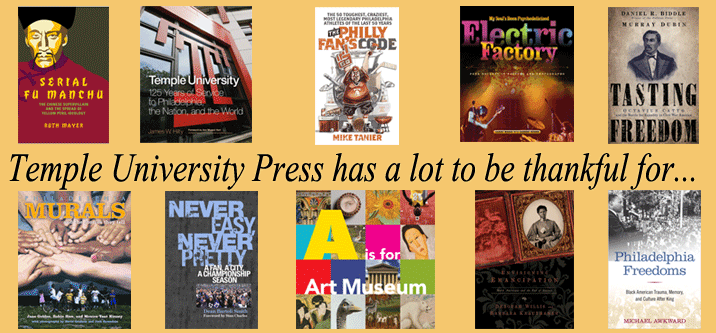 SERIAL
FU MANCHU
THE CHINESE SUPERVILLAIN
AND THE SPREAD OF
YELLOW PERIL IDEOLOGY
RUTH MAYER
Temple University
125 Years of Service
to Philadelphia,
the Nation, and the World
James W. Hilty
THE 50 TOUGHEST, CRAZIEST,
MOST LEGENDARY PHILADELPHIA
ATHLETES OF THE LAST 50 YEARS
THE PHILLY
FAN'S CODE
MIKE TANIER
My Soul's Been Psychedelicized
Electric
Factory
DANIEL R. BIDDLE
MURRAY DUBIN
TASTING
FREEDOM
Temple University Press has a lot to be thankful for...
MURALS
NEVER
EASY,
NEVER
PRETTY
A FAN, A CITY,
A CHAMPIONSHIP
SEASON
Dean Bartoli Smith
A
is for
Art Museum
ENVISIONING
EMANCIPATION
DEBORAH WILLIS
BARBARA KRAUTHAMER
Philadelphia
Freedoms
Black American Trauma, Memory,
and Culture after King
MICHAEL AWKWARD